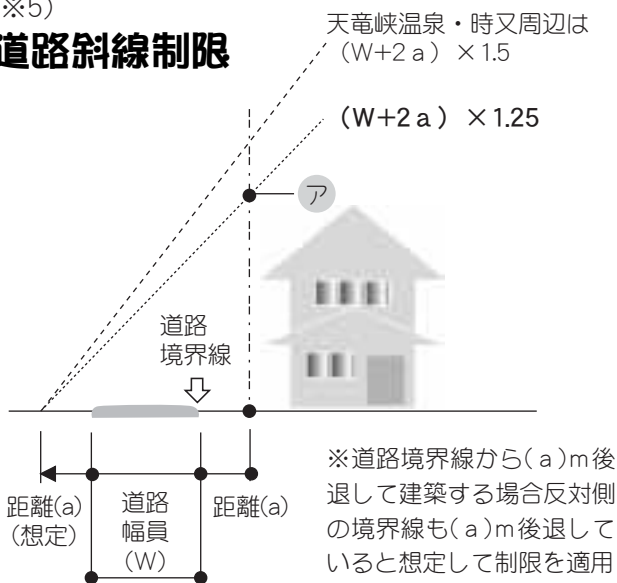 ※5)
道路斜線制限
天竜峡温泉・時又周辺は
(W+2a)×1.5
(W+2a)×1.25
ア
道路
境界線
距離(a)
(想定)
道路
幅員
(W)
距離(a)
※道路境界線から(a)m後
退して建築する場合反対側
の境界線も(a)m後退して
いると想定して制限を適用